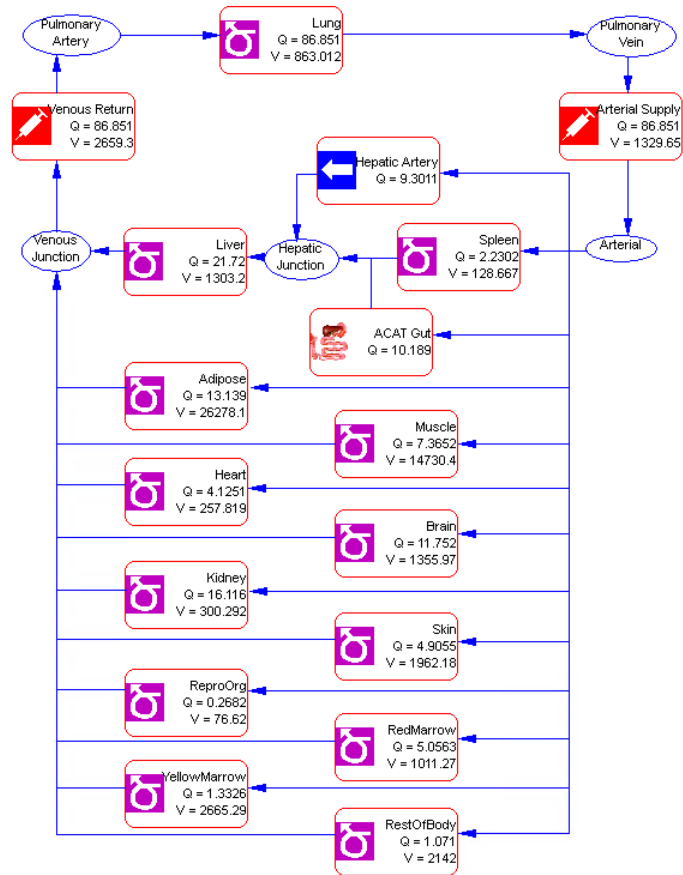 Pulmonary
Artery
Lung
Q = 86.851
V = 863.012
Pulmonary
Vein
Venous Return
Q = 86.851
V = 2659.3
Arterial Supply
Q = 86.851
V = 1329.65
Hepatic Artery
Q = 9.3011
Venous
Junction
Liver
Q = 21.72
V = 1303.2
Hepatic
Junction
Spleen
Q = 2.2302
V = 128.667
Arterial
ACAT Gut
Q = 10.189
Adipose
Q = 13.139
V = 26278.1
Muscle
Q = 7.3652
V = 14730.4
Heart
Q = 4.1251
V = 257.819
Brain
Q = 11.752
V = 1355.97
Kidney
Q = 16.116
V = 300.292
Skin
Q = 4.9055
V = 1962.18
ReproOrg
Q = 0.2682
V = 76.62
RedMarrow
Q = 5.0563
V = 1011.27
YellowMarrow
Q = 1.3326
V = 2665.29
RestOfBody
Q = 1.071
V = 2142